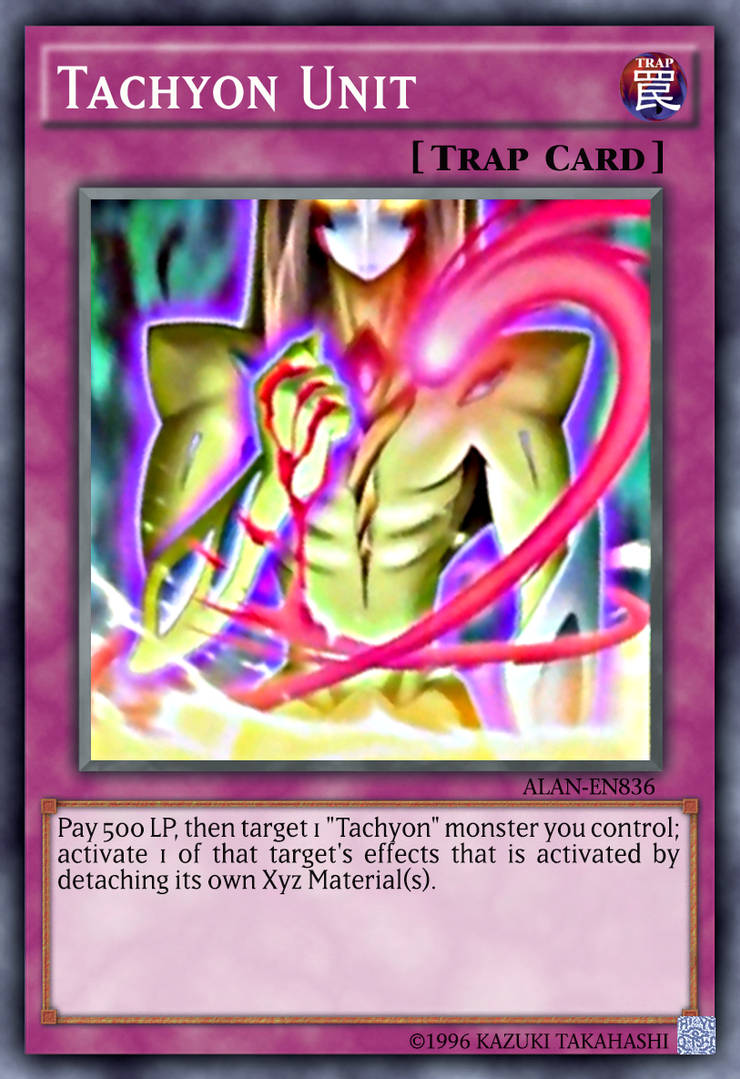 Tachyon Unit
TRAP
罠
[Trap Card]
ALAN-EN836
Pay 500 LP, then target 1 "Tachyon" monster you control;
activate 1 of that target's effects that is activated by
detaching its own Xyz Material(s).
©1996 KAZUKI TAKAHASHI